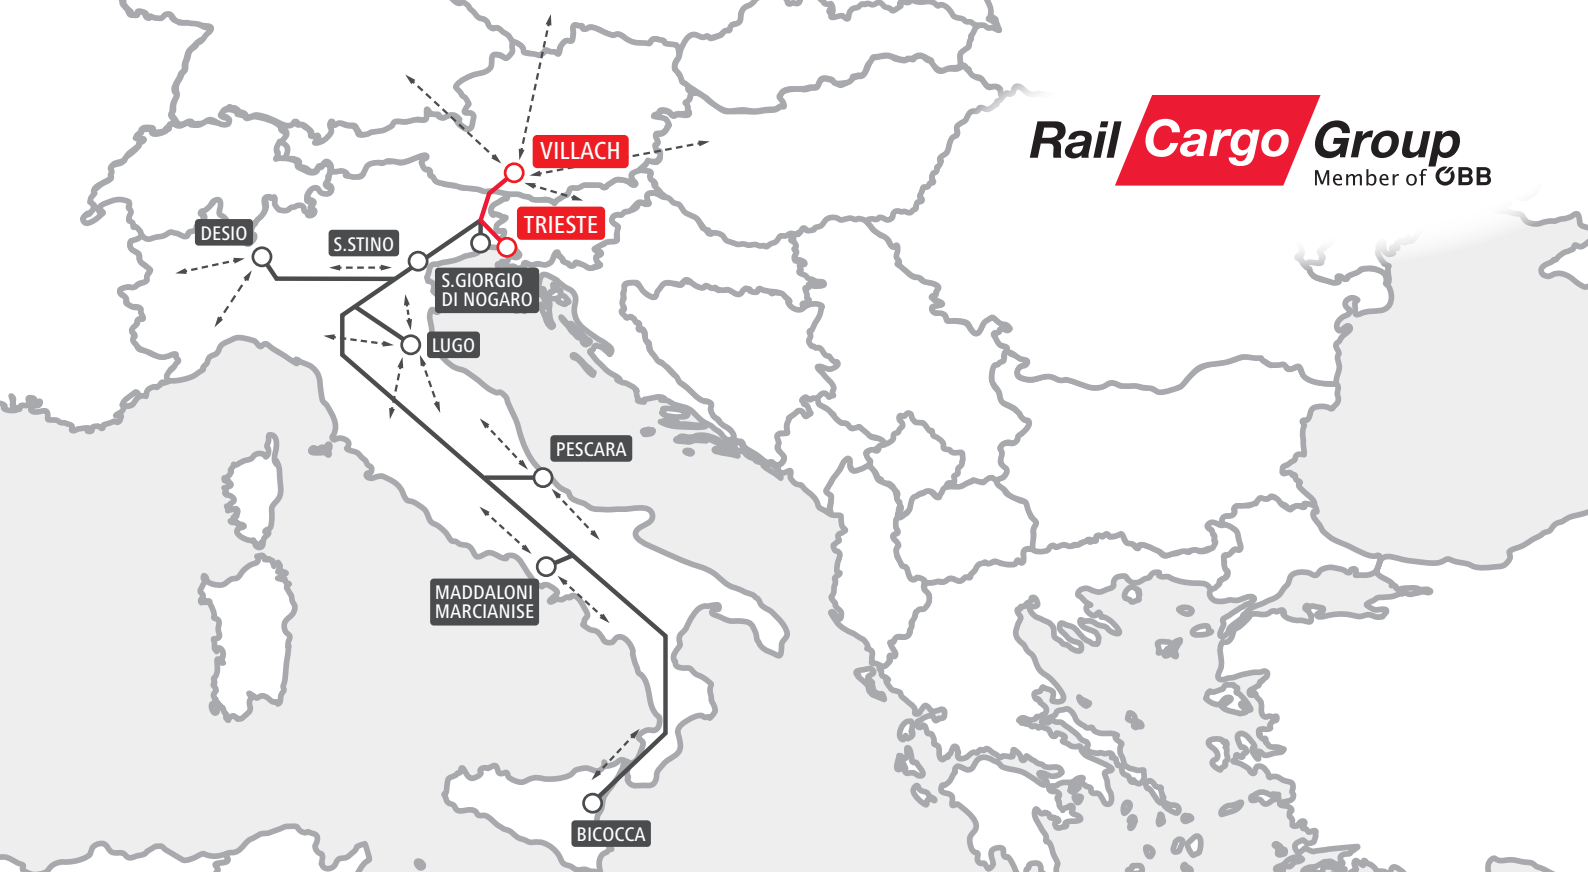 Rail Cargo Group
Member of ÖBB
VILLACH
TRIESTE
DESIO
S.STINO
S.GIORGIO
DI NOGARO
LUGO
PESCARA
MADDALONI
MARCIANISE
BICOCCA